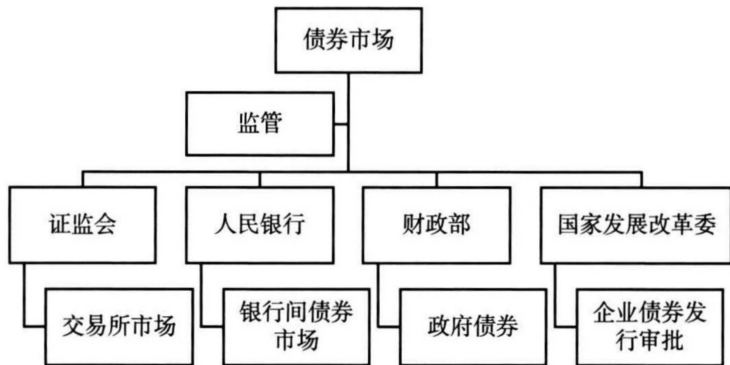 债券市场
监管
证监会
人民银行
财政部
国家发展改革委
交易所市场
银行间债券
市场
政府债券
企业债券发
行审批